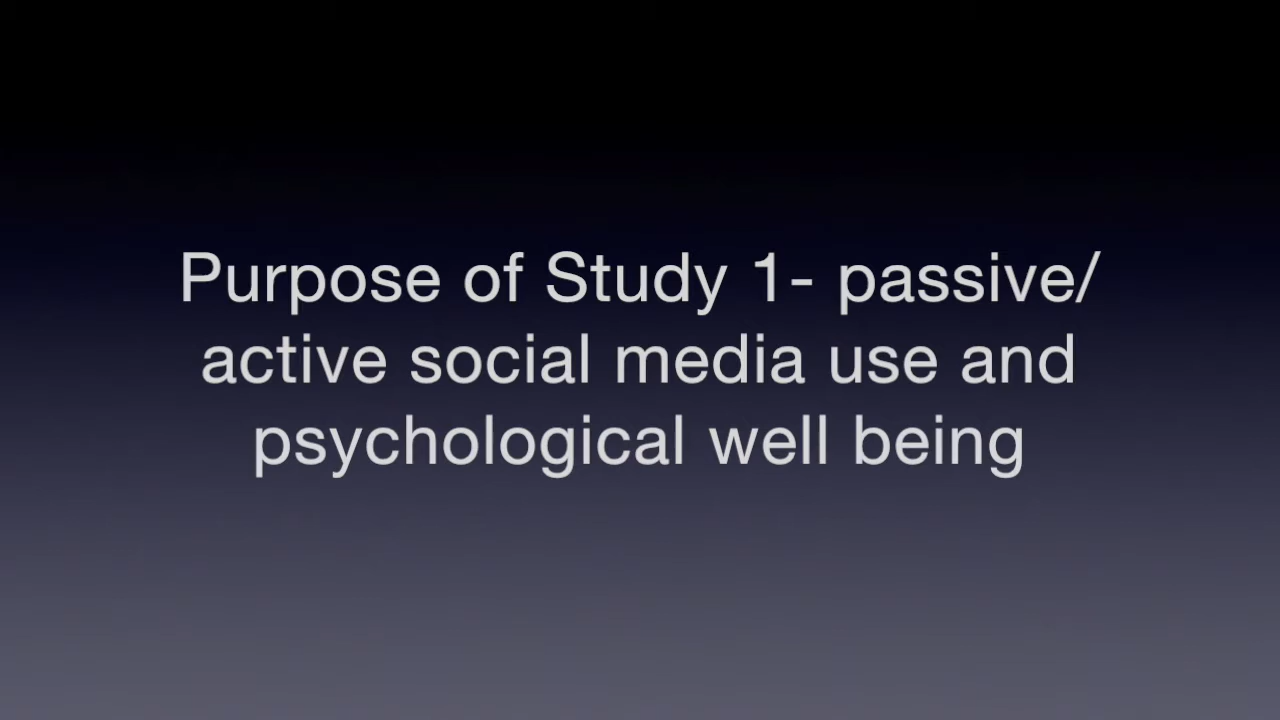 Purpose of Study 1- passive/
active social media use and
psychological well being